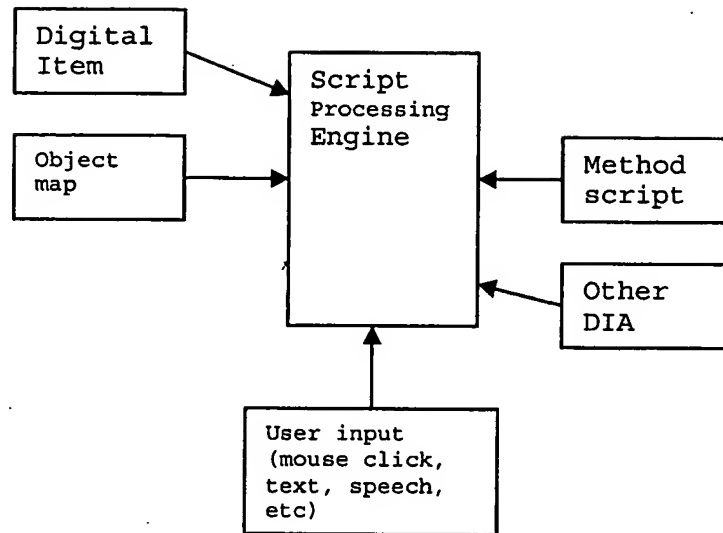 Digital
Item
Script
Processing
Engine
Object
map
Method
script
Other
DIA
User input
(mouse click,
text, speech,
etc)